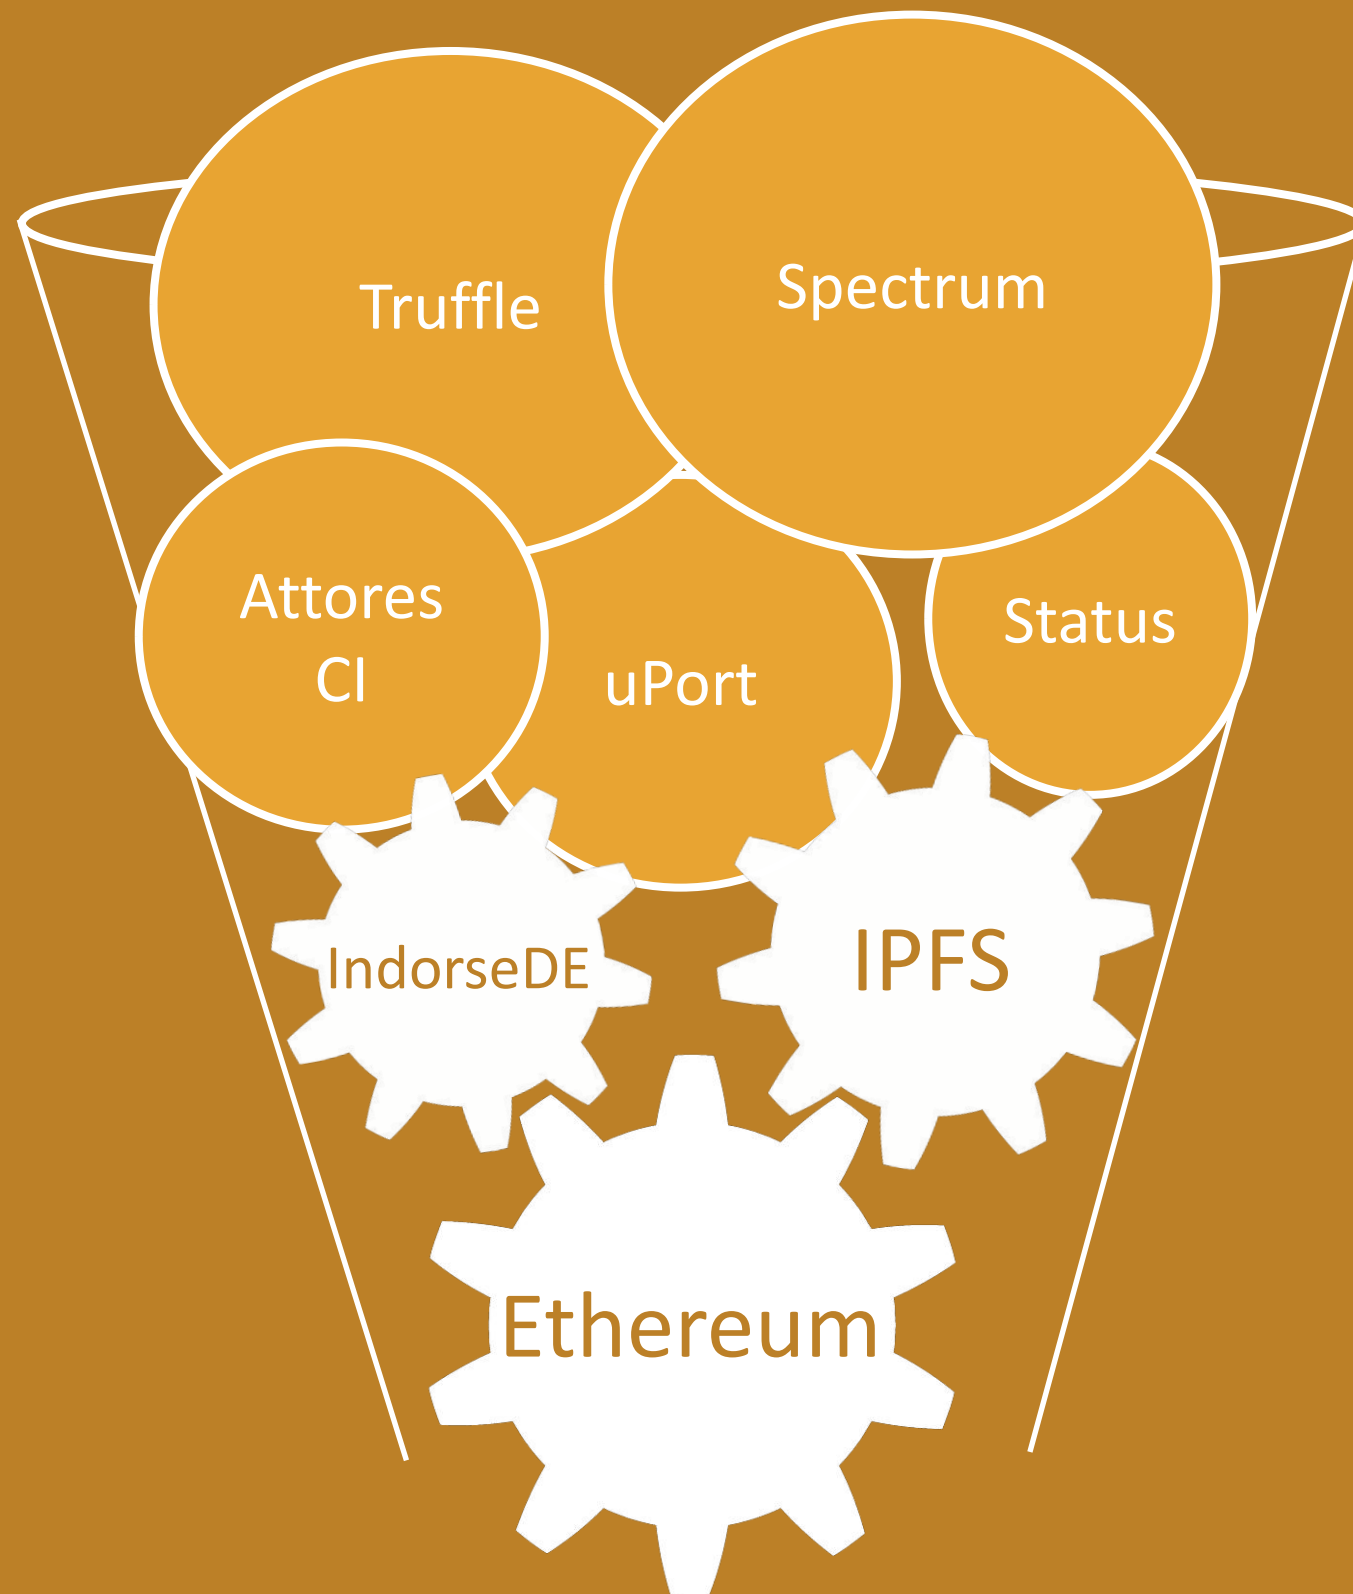 Truffle
Spectrum
Attores
CI
uPort
Status
IndorseDE
IPFS
Ethereum